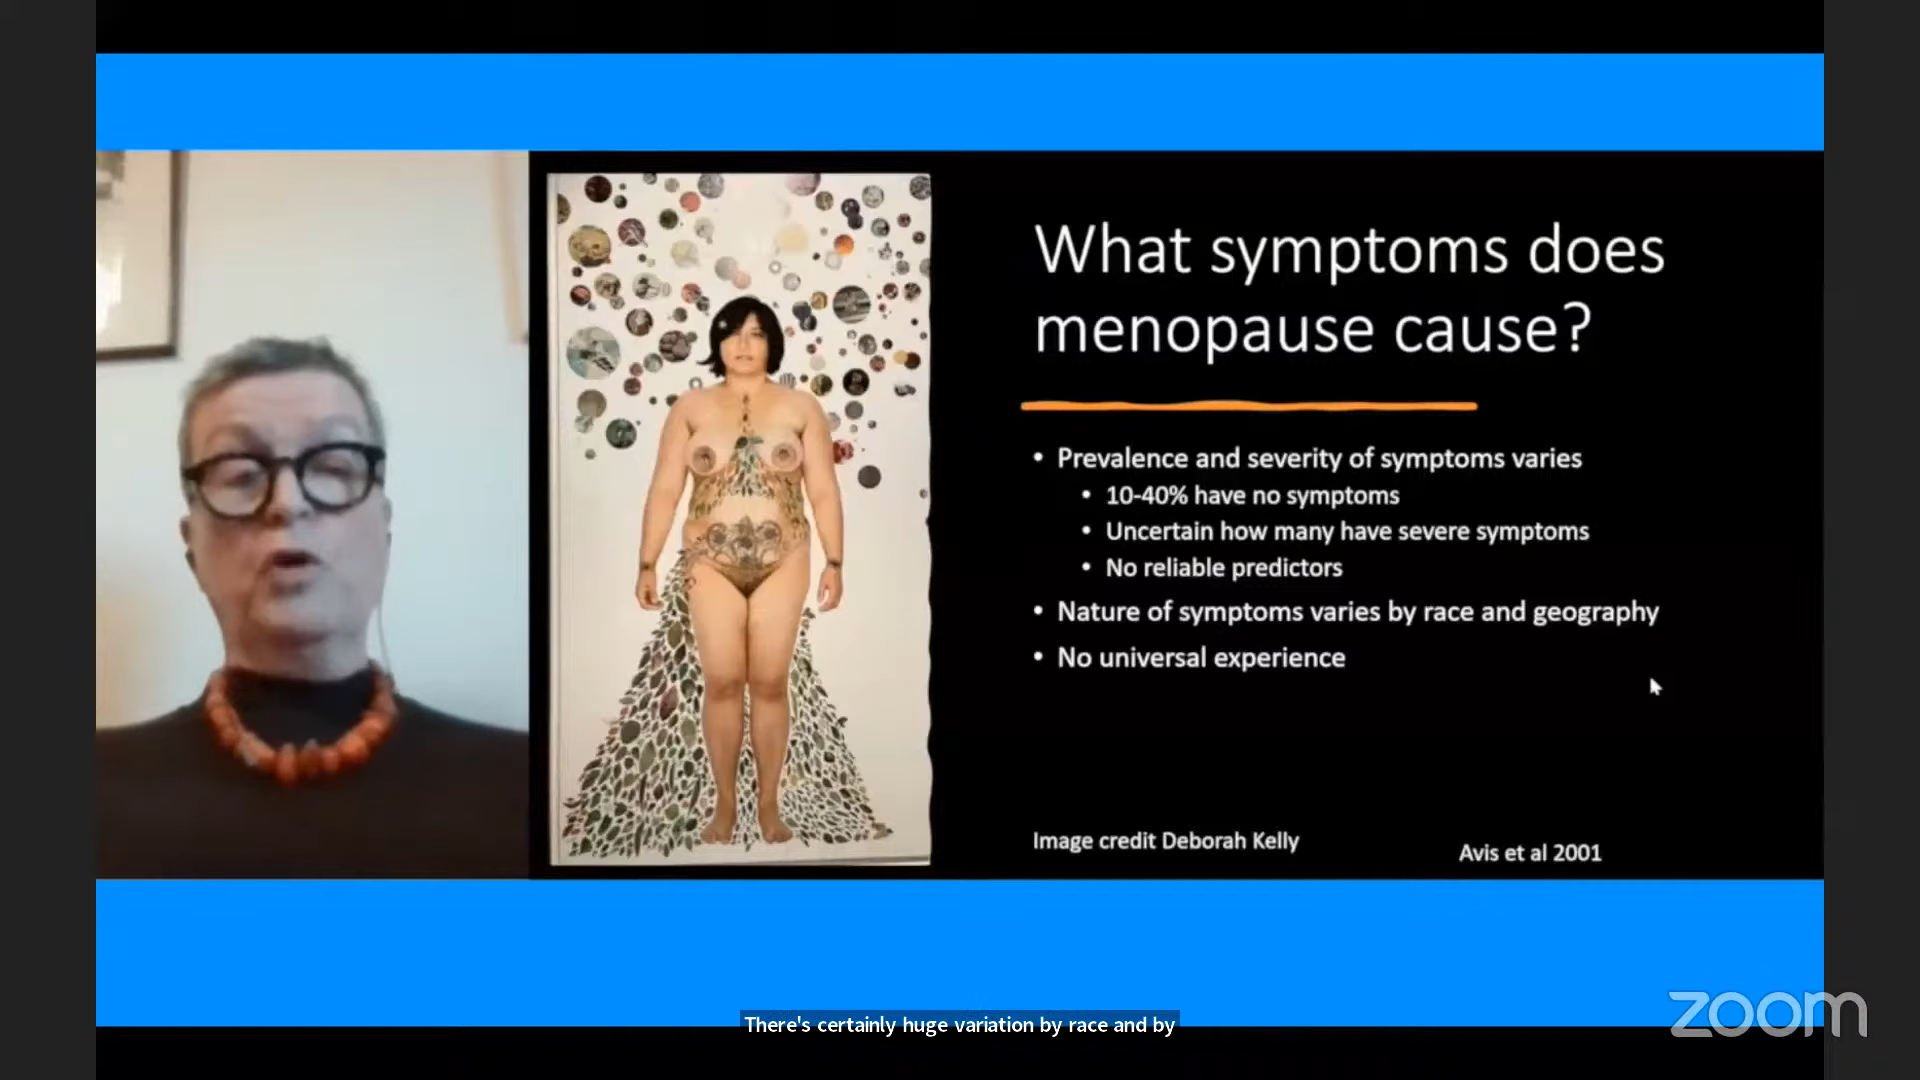 What symptoms does
menopause cause?
• Prevalence and severity of symptoms varies
• 10-40% have no symptoms
• Uncertain how many have severe symptoms
• No reliable predictors
• Nature of symptoms varies by race and geography
• No universal experience
Image credit Deborah Kelly
Avis et al 2001
There's certainly huge variation by race and by
zoom